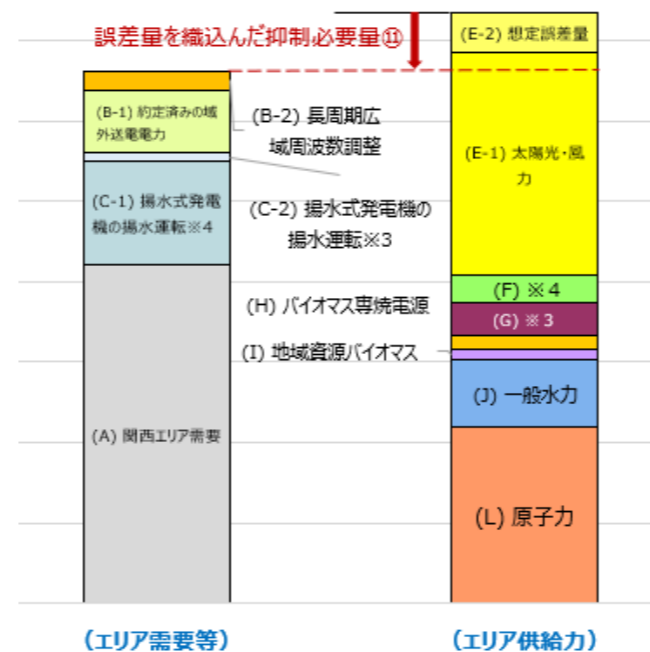 誤差量を織込んだ抑制必要量⑪
(E-2) 想定誤差量
(B-1) 約定済みの域
外送電電力
(B-2) 長周期広
域周波数調整
(E-1) 太陽光・風
力
(C-1) 揚水式発電
機の揚水運転※4
(C-2) 揚水式発電機の
揚水運転※3
(F) ※４
(H) バイオマス専焼電源
(G) ※３
(I) 地域資源バイオマス
(J) 一般水力
(A) 関西エリア需要
(L) 原子力
（エリア需要等）
（エリア供給力）